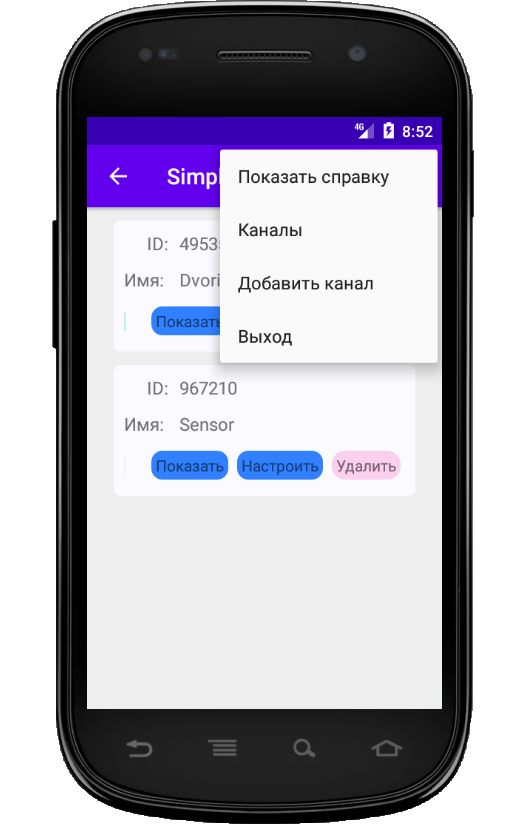 4G 8:52
Simpl
Показать справку
Каналы
Добавить канал
Выход
ID: 4953
Имя: Dvori
Показать
ID: 967210
Имя: Sensor
Показать Настроить Удалить